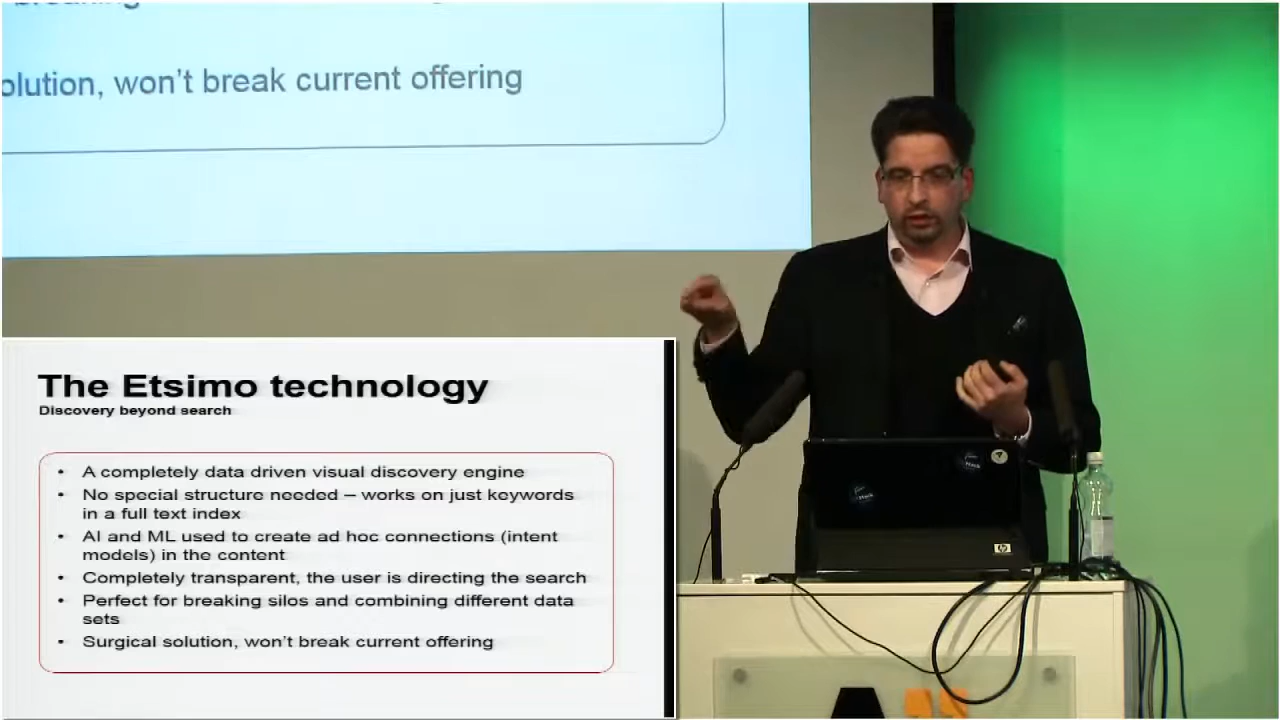 breaking
olution, won't break current offering
The Etsimo technology
Discovery beyond search
• A completely data driven visual discovery engine
• No special structure needed – works on just keywords
in a full text index
• AI and ML used to create ad hoc connections (intent
models) in the content
• Completely transparent, the user is directing the search
• Perfect for breaking silos and combining different data
sets
• Surgical solution, won't break current offering
hp